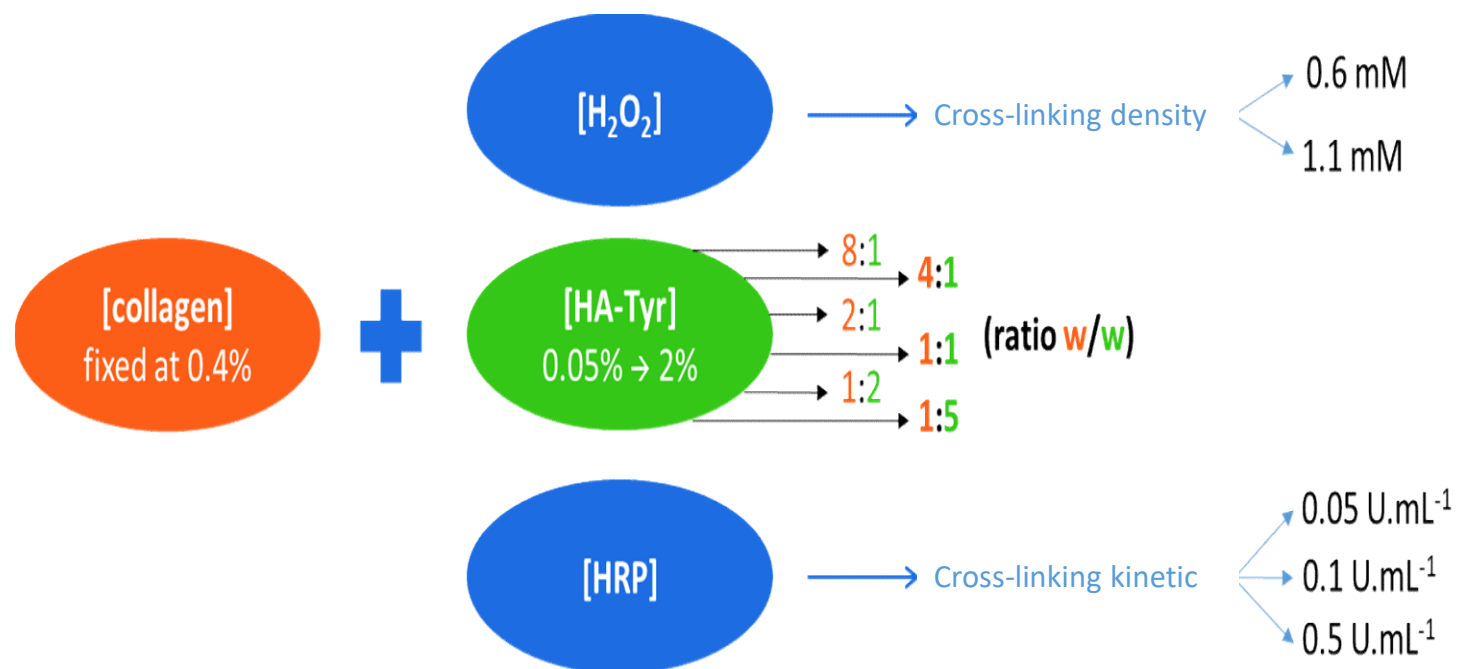 [H₂O₂]
Cross-linking density
0.6 mM
1.1 mM
[collagen]
fixed at 0.4%
[HA-Tyr]
0.05% → 2%
8:1
4:1
2:1
1:1
1:2
1:5
(ratio w/w)
[HRP]
Cross-linking kinetic
0.05 U.mL⁻¹
0.1 U.mL⁻¹
0.5 U.mL⁻¹